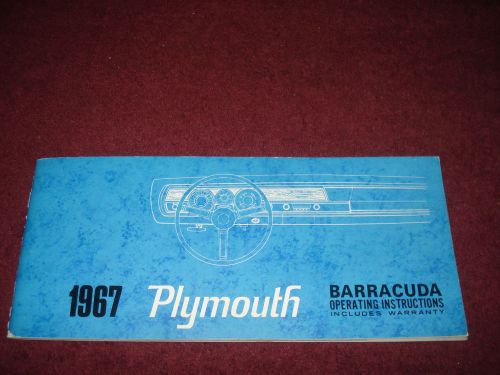 1967 Plymouth
BARRACUDA
OPERATING INSTRUCTIONS
INCLUDES WARRANTY